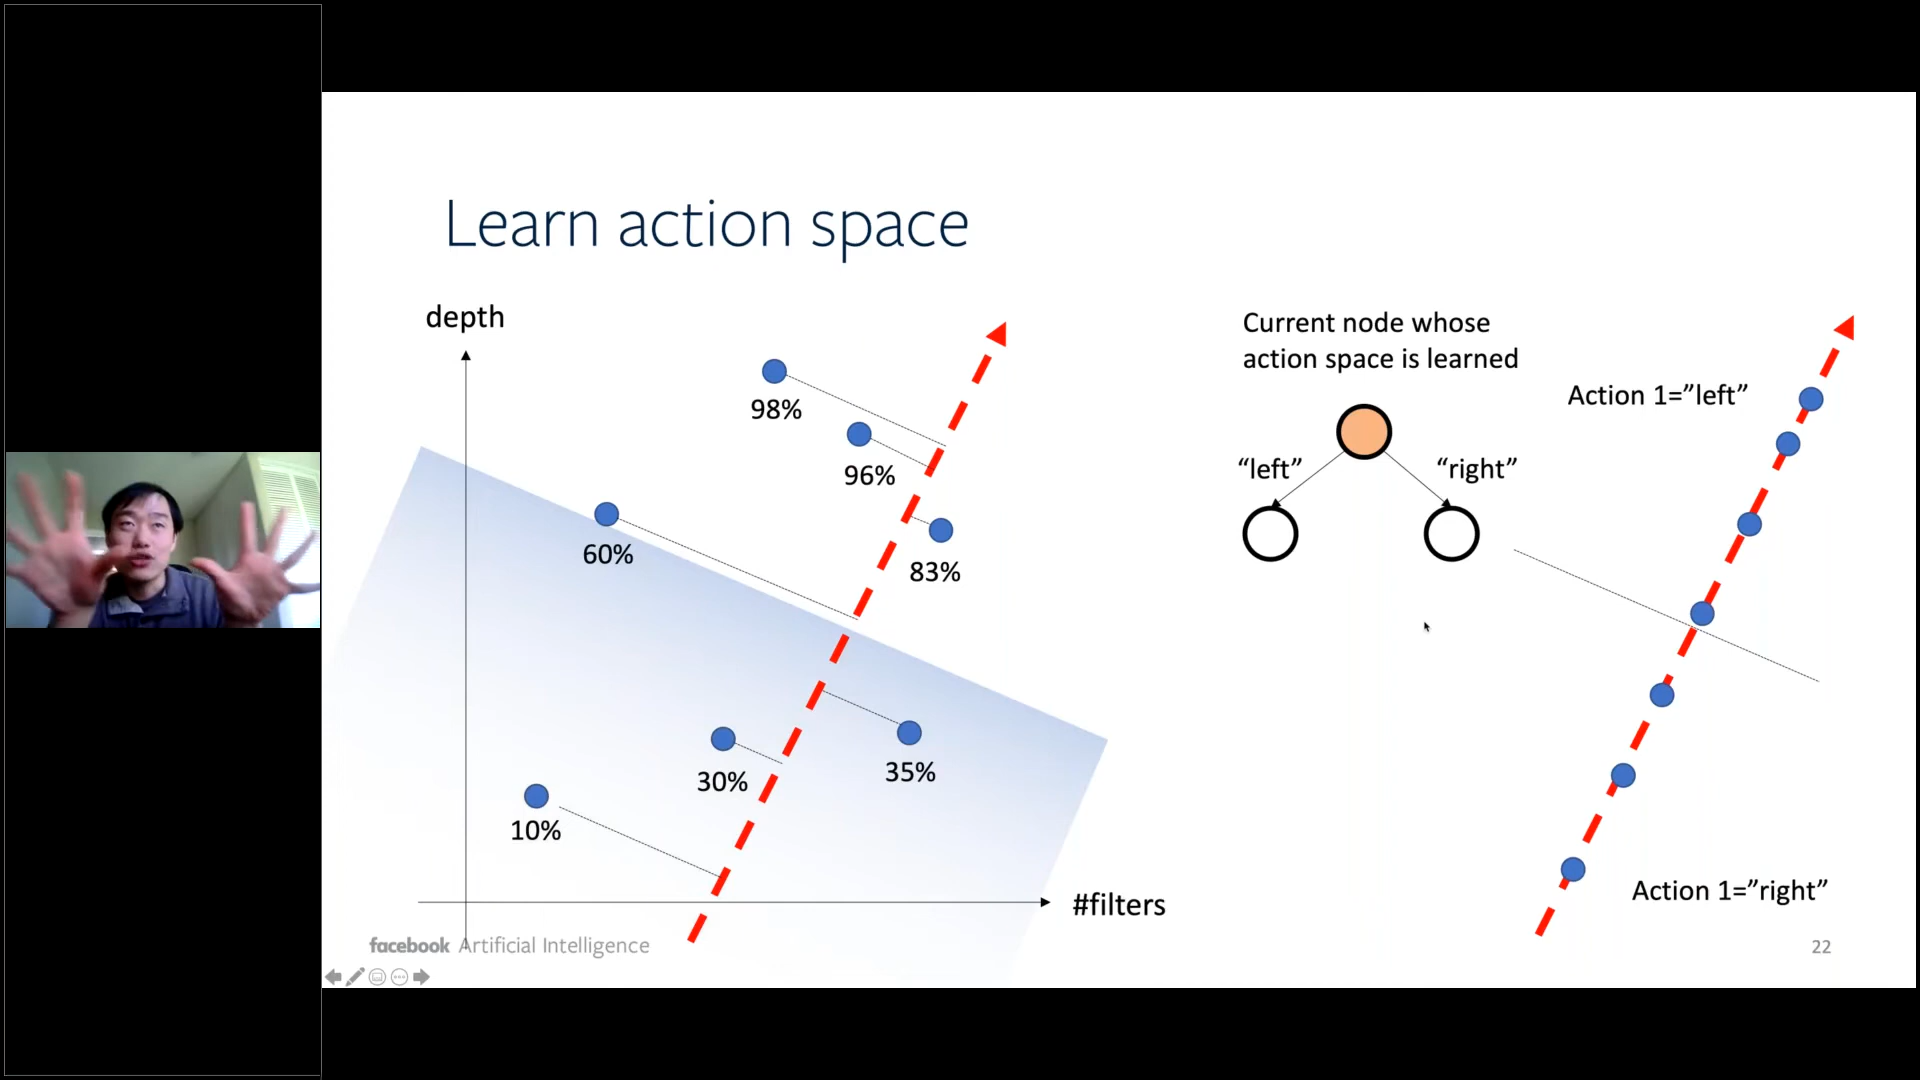 Learn action space
depth
98%
96%
60%
83%
30%
35%
10%
#filters
Current node whose
action space is learned
“left”
“right”
Action 1=”left”
Action 1=”right”
facebook Artificial Intelligence
22